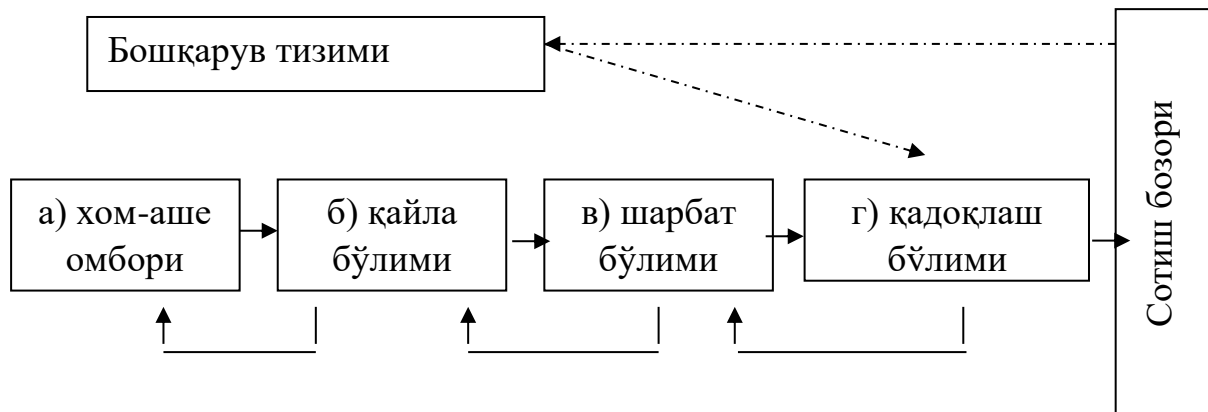 Бошқарув тизими
а) хом-аше
омбори
б) қайла
бўлими
в) шарбат
бўлими
г) қадоқлаш
бўлими
Сотиш бозори